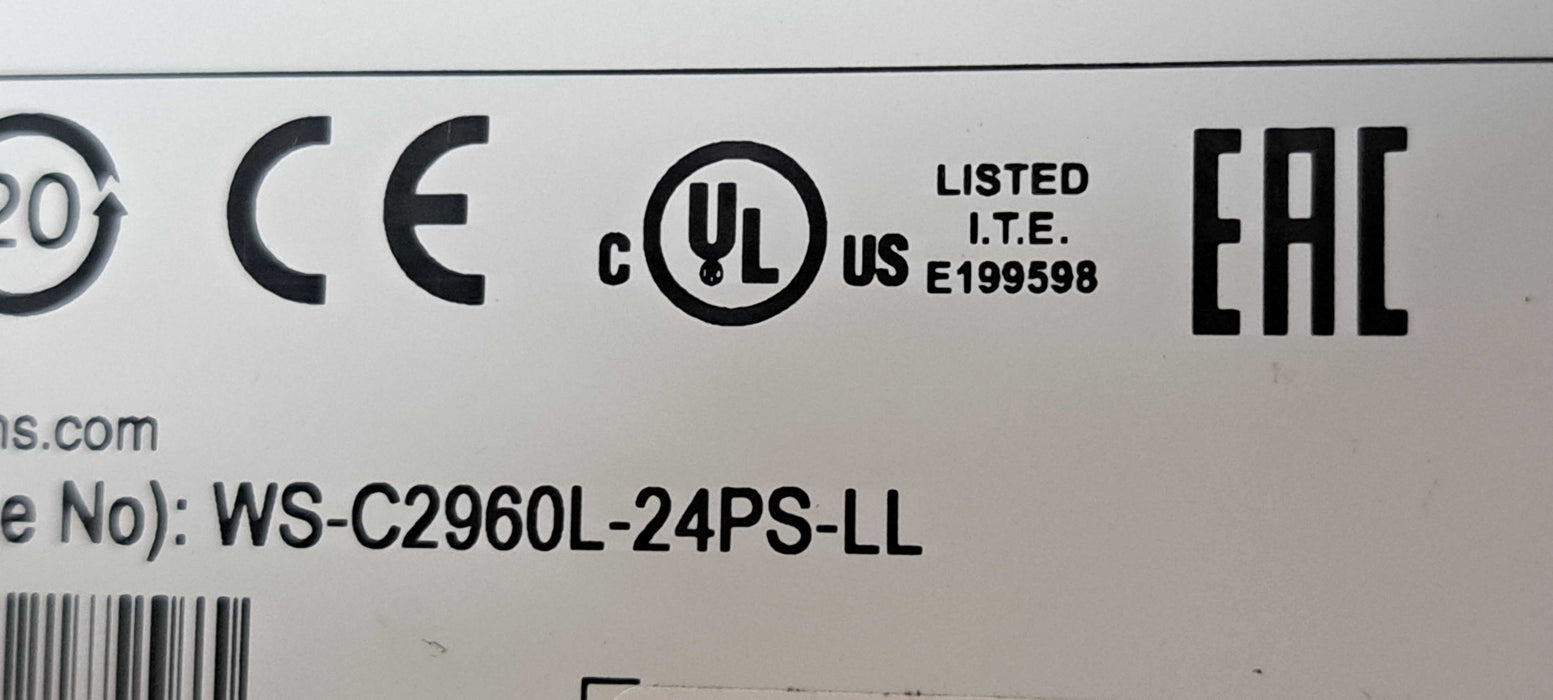 20 CE c UL US LISTED EAC
I.T.E.
E199598
ns.com
e No): WS-C2960L-24PS-LL